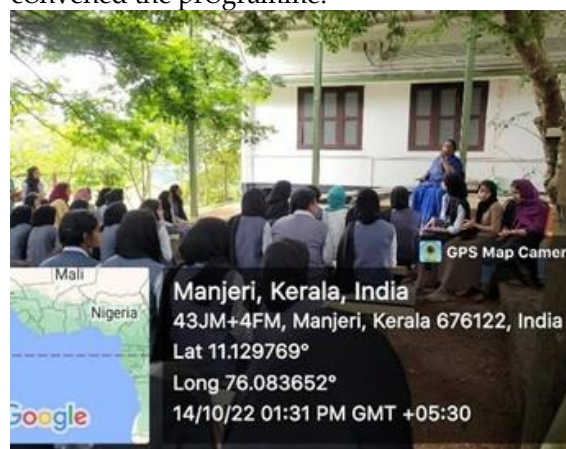 convened the programme.
GPS Map Camer
Mali
Nigeria
Google
Manjeri, Kerala, India
43JM+4FM, Manjeri, Kerala 676122, India
Lat 11.129769°
Long 76.083652°
14/10/22 01:31 PM GMT +05:30